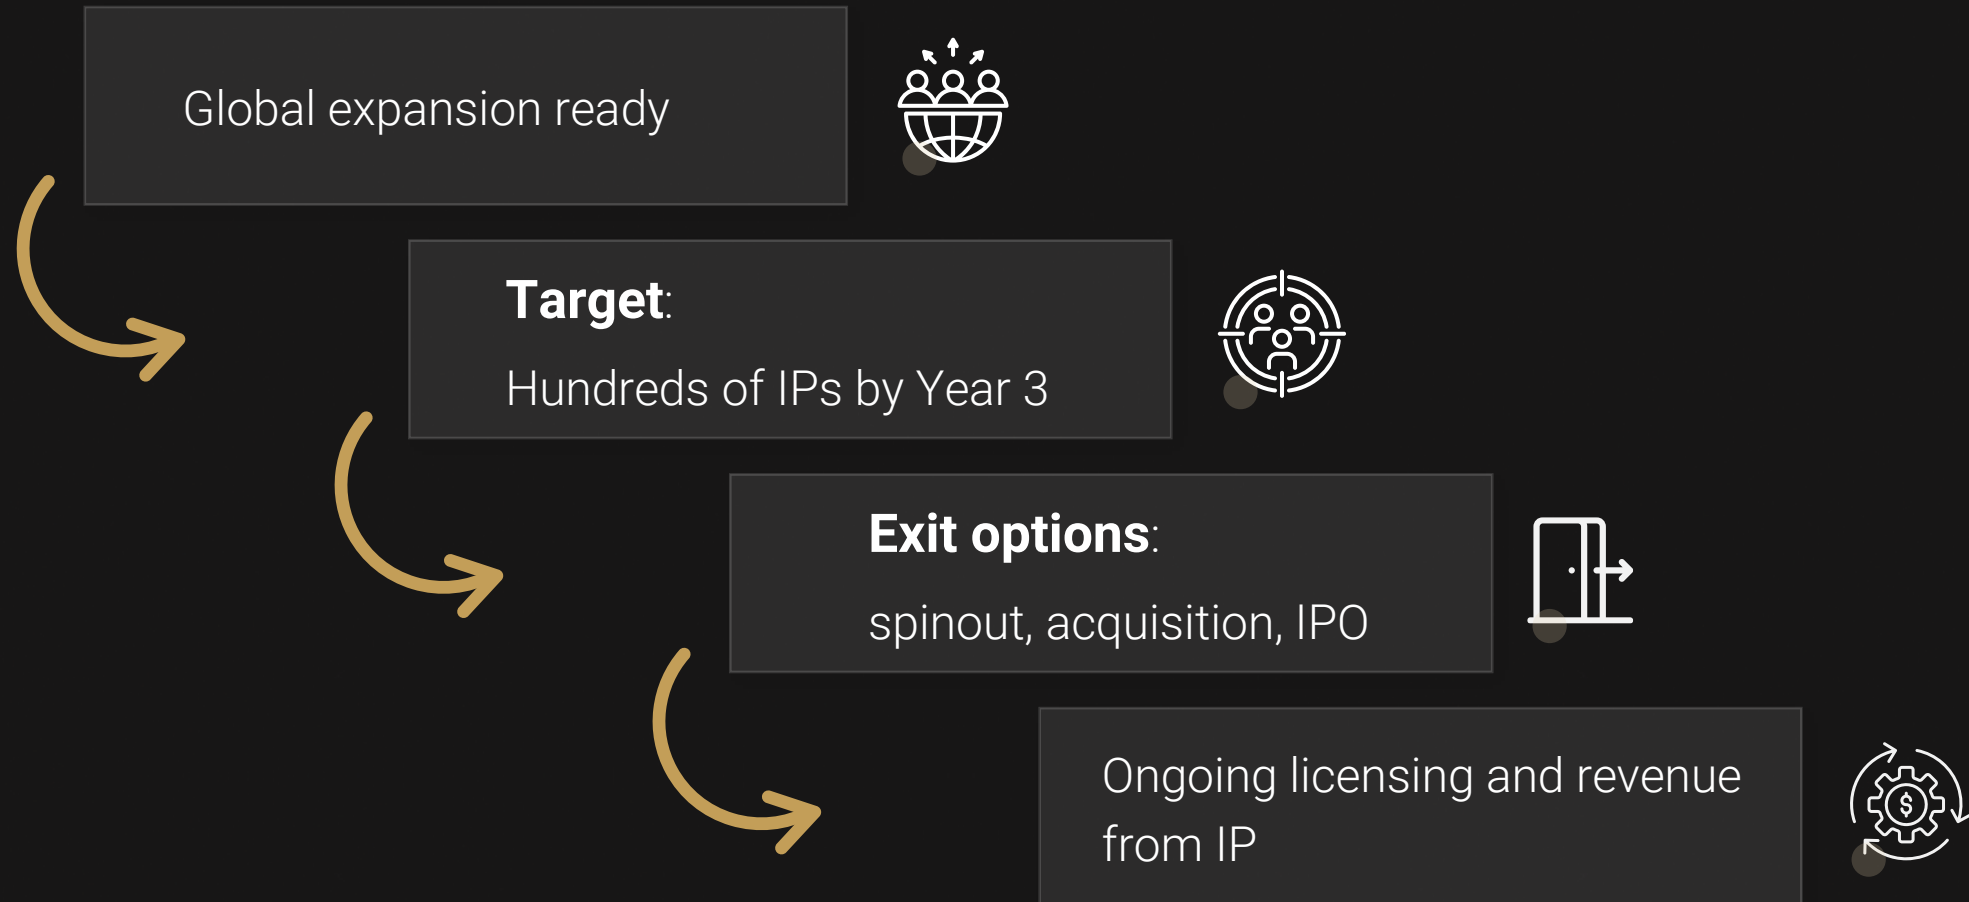 Global expansion ready
Target:
Hundreds of IPs by Year 3
Exit options:
spinout, acquisition, IPO
Ongoing licensing and revenue
from IP
$